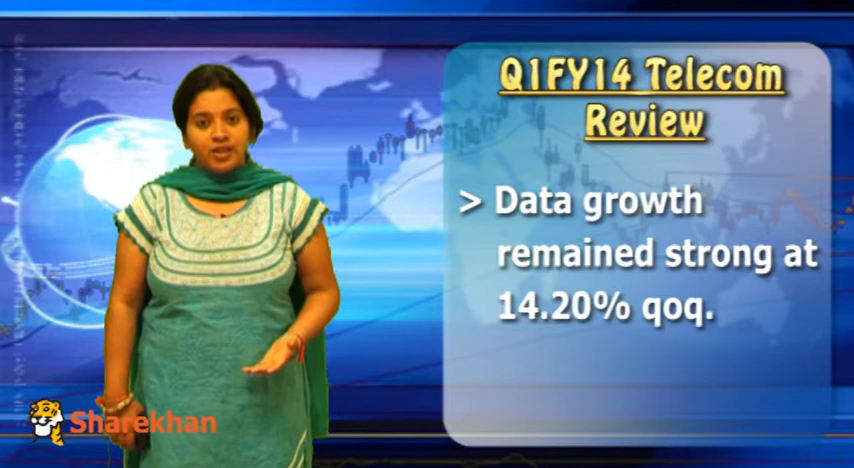 Q1FY14 Telecom
Review
> Data growth
remained strong at
14.20% qoq.
Sharekhan